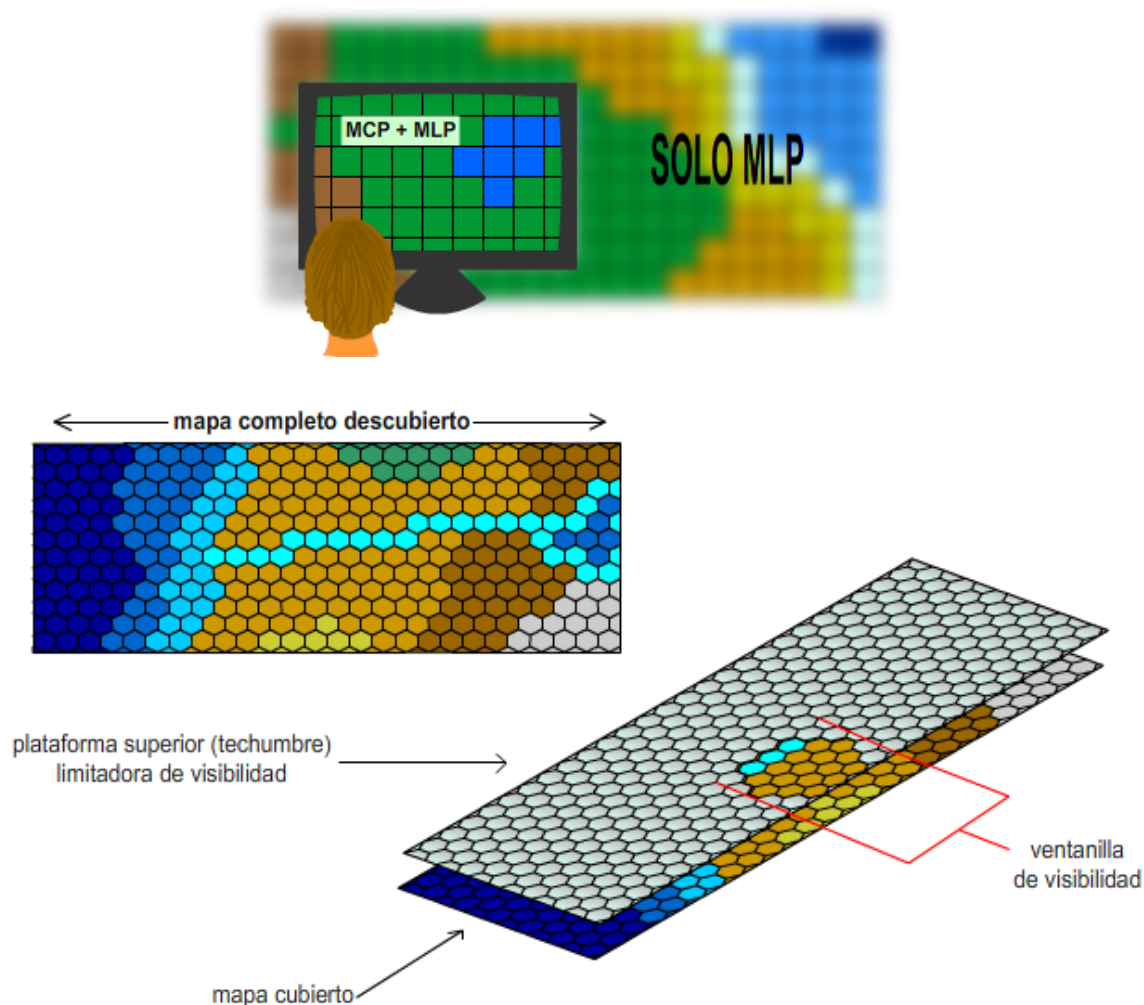 MCP + MLP
SOLO MLP
mapa completo descubierto
plataforma superior (techumbre)
limitadora de visibilidad
ventanilla
de visibilidad
mapa cubierto